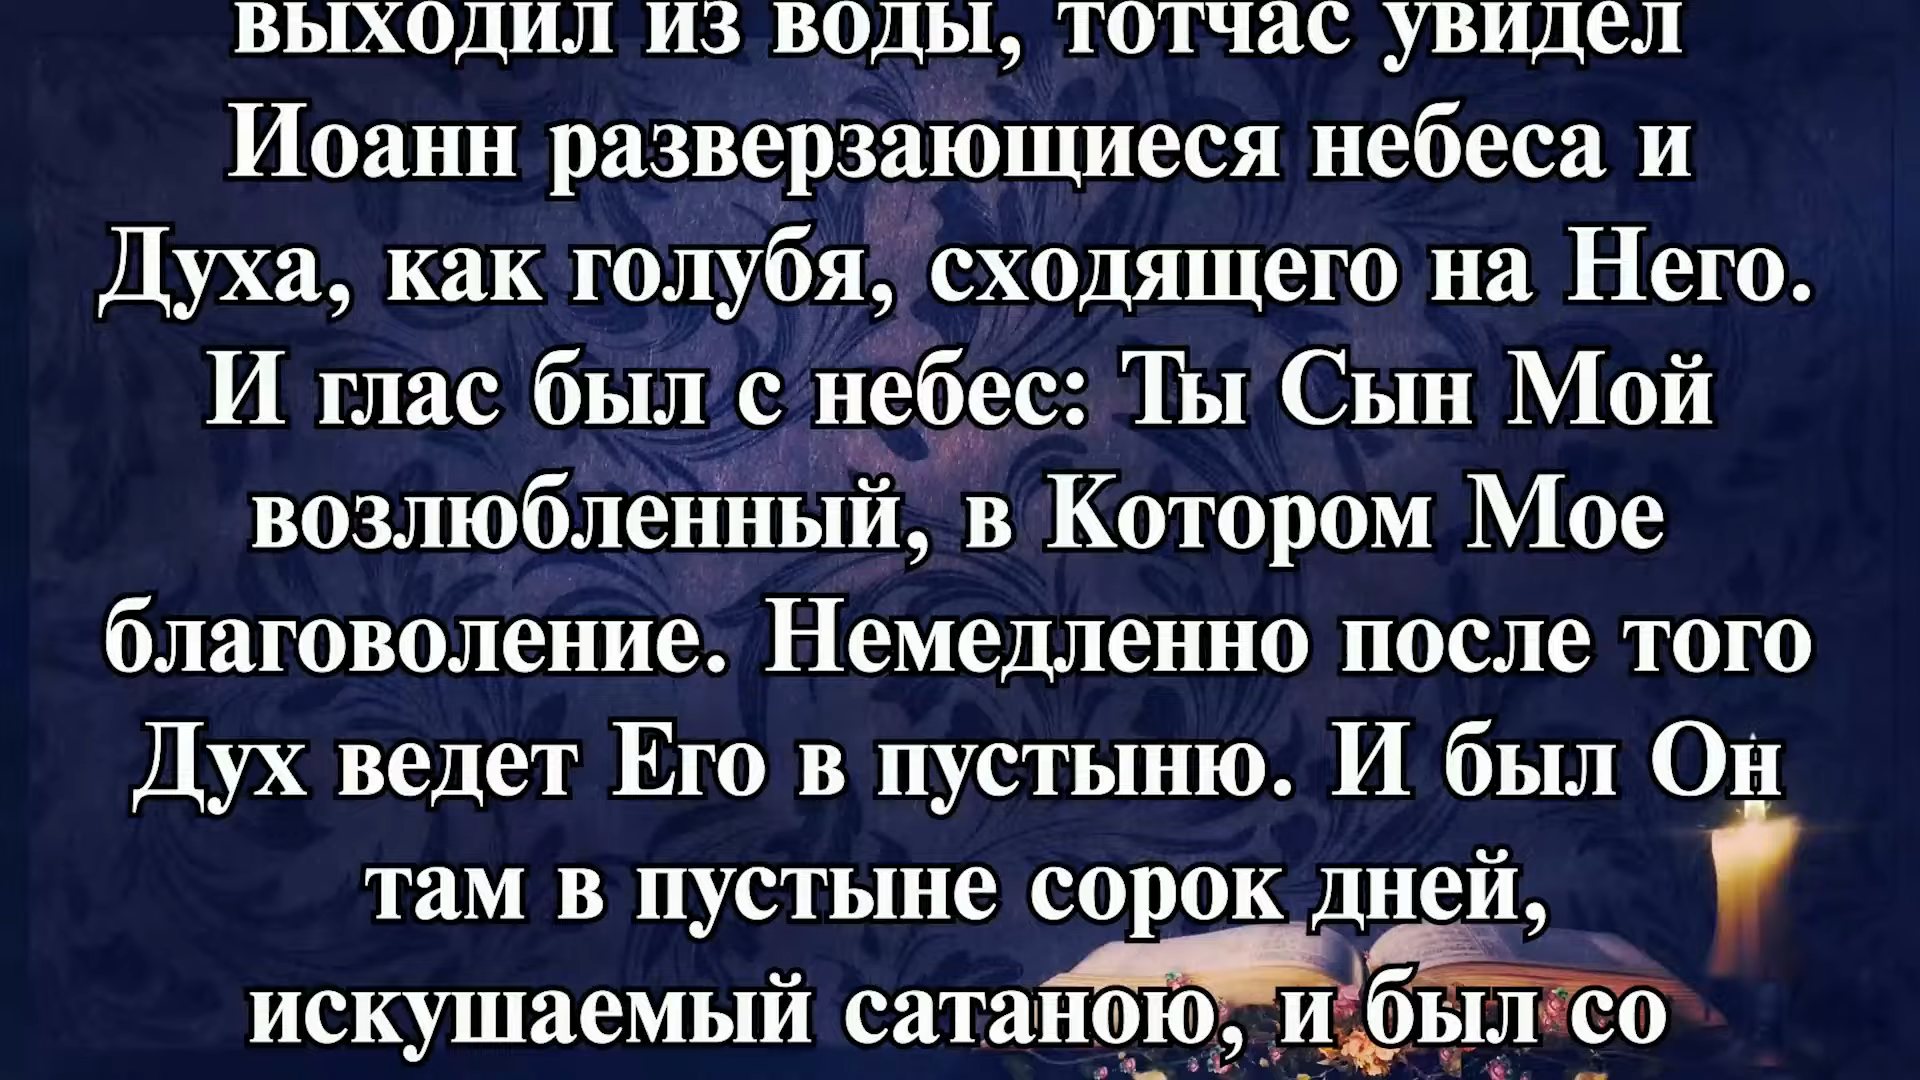 выходил из воды, тотчас увидел
Иоанн разверзающиеся небеса и
Духа, как голубя, сходящего на Него.
И глас был с небес: Ты Сын Мой
возлюбленный, в Котором Мое
благоволение. Немедленно после того
Дух ведет Его в пустыню. И был Он
там в пустыне сорок дней,
искушаемый сатаною, и был со